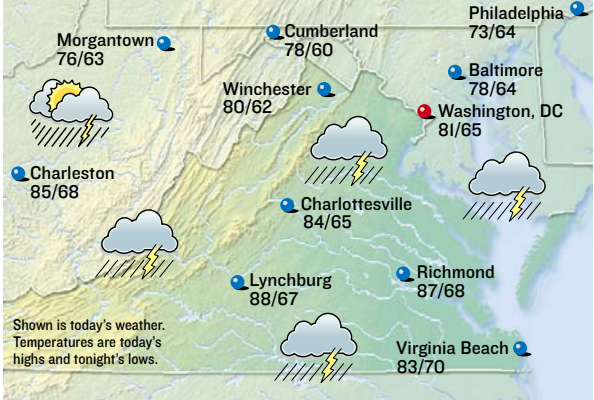 Philadelphia
73/64
Cumberland
78/60
Morgantown
76/63
Baltimore
78/64
Winchester
80/62
Washington, DC
81/65
Charleston
85/68
Charlottesville
84/65
Richmond
87/68
Lynchburg
88/67
Shown is today's weather.
Temperatures are today's
highs and tonight's lows.
Virginia Beach
83/70